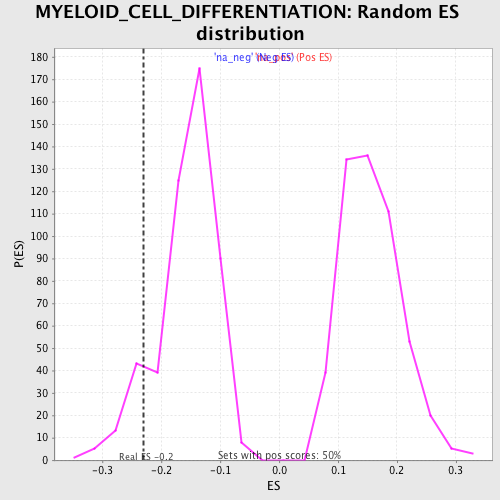 MYELOID_CELL_DIFFERENTIATION: Random ES
distribution
'na_neg' (Neg ES)
'na_pos' (Pos ES)
180
170
160
150
140
130
120
110
100
90
80
70
60
50
40
30
20
10
0
P(ES)
Real ES -0.2
Sets with pos scores: 50%
-0.3 -0.2 -0.1 0.0 0.1 0.2 0.3
ES